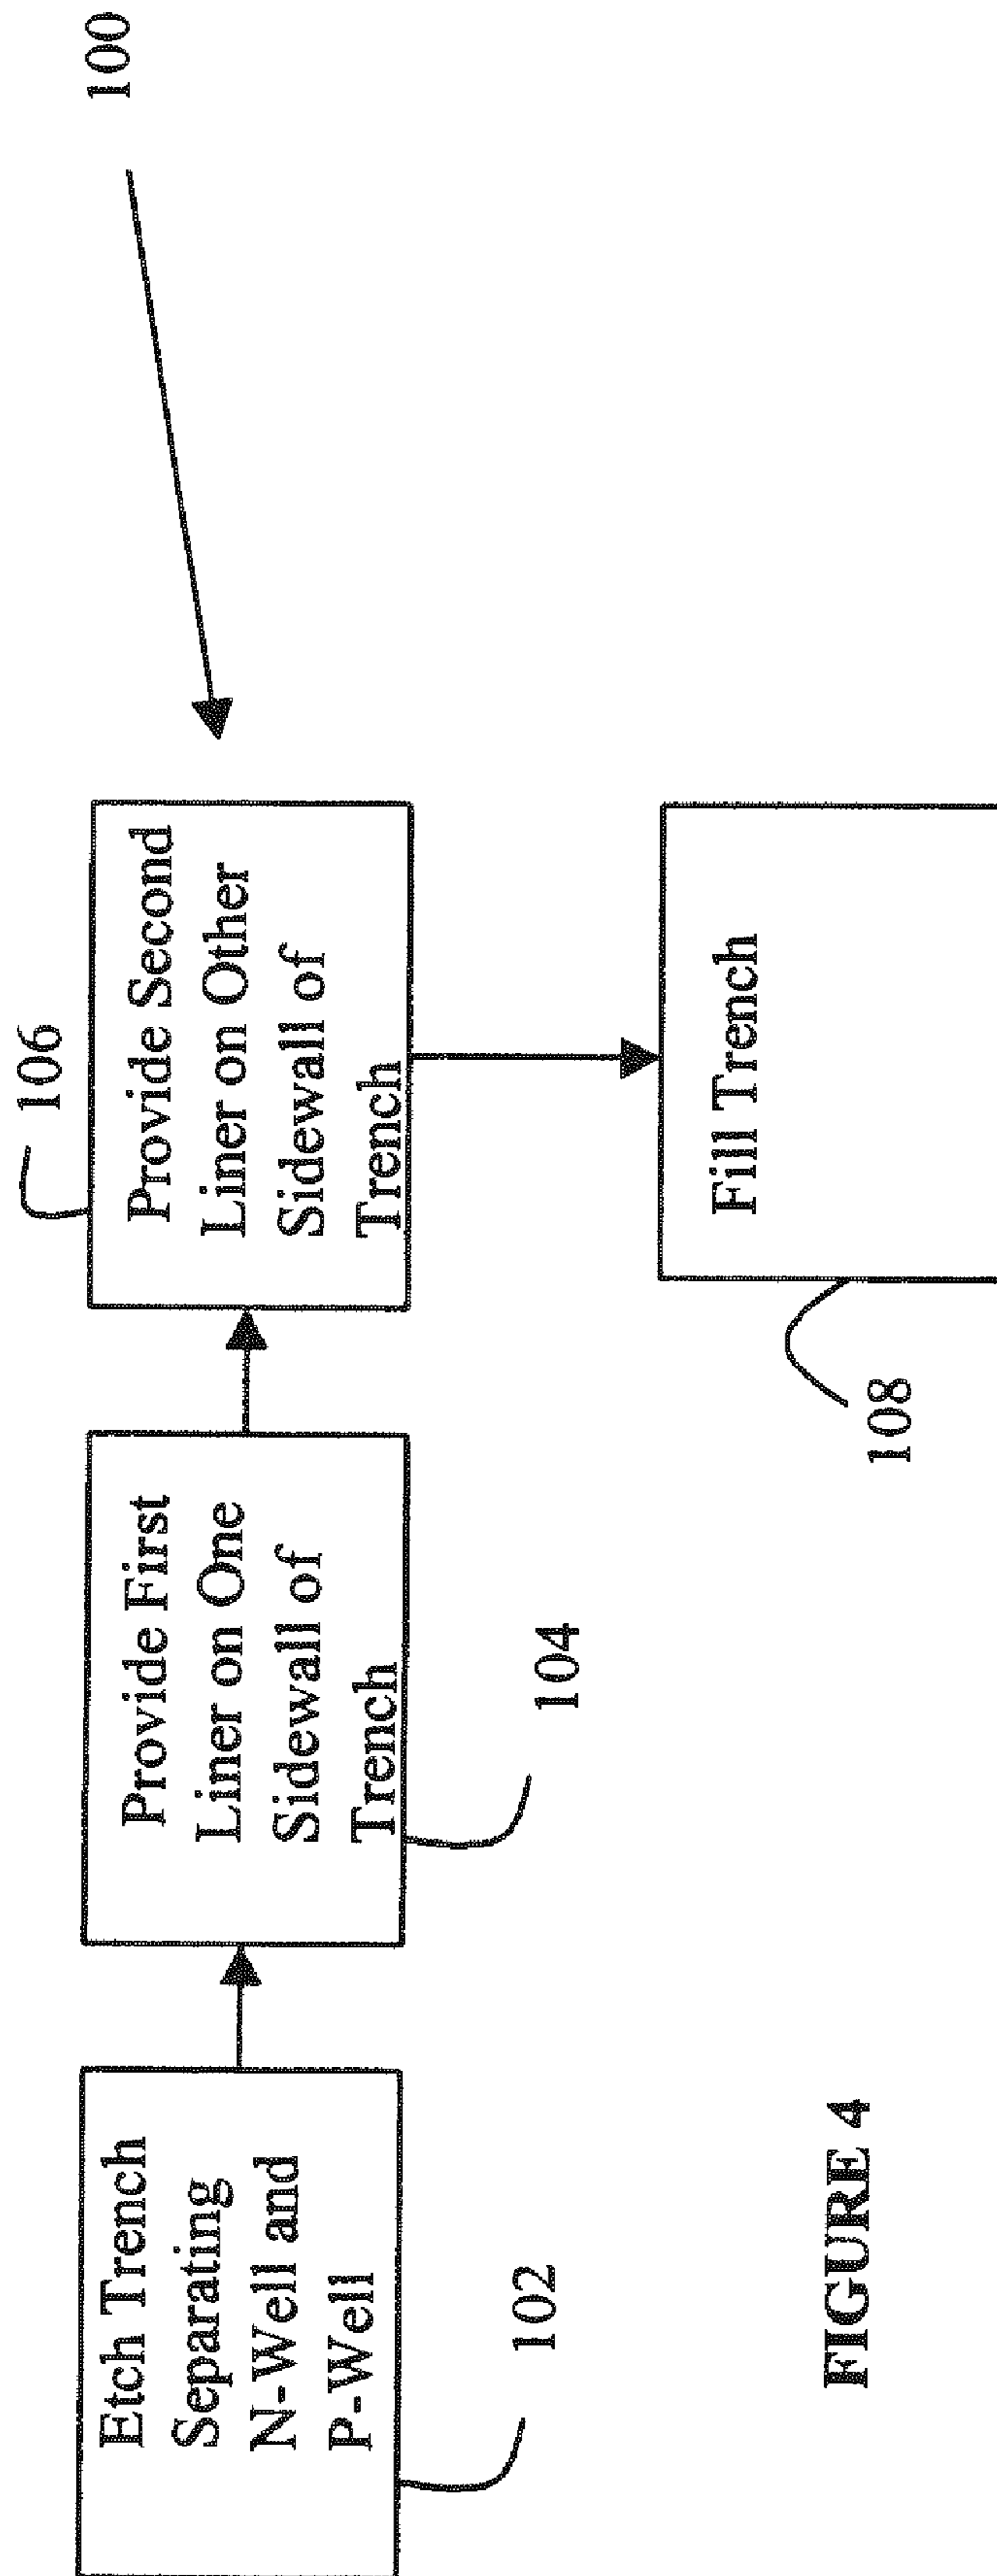 100
Etch Trench
Separating
N-Well and
P-Well
102
Provide First
Liner on One
Sidewall of
Trench
104
106
Provide Second
Liner on Other
Sidewall of
Trench
Fill Trench
108
FIGURE 4